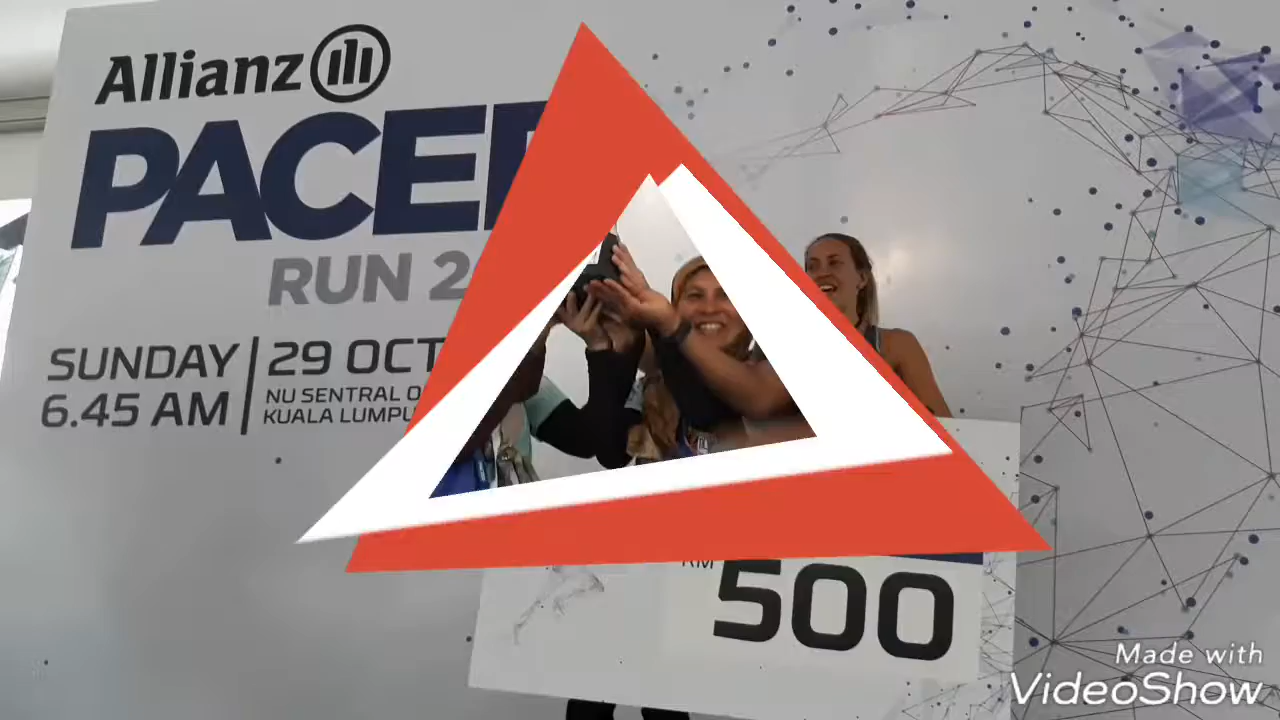 Allianz
PACE
RUN 2
SUNDAY
6.45 AM
29 OCT
NU SENTRAL
KUALA LUMPU
RM
500
Made with
VideoShow